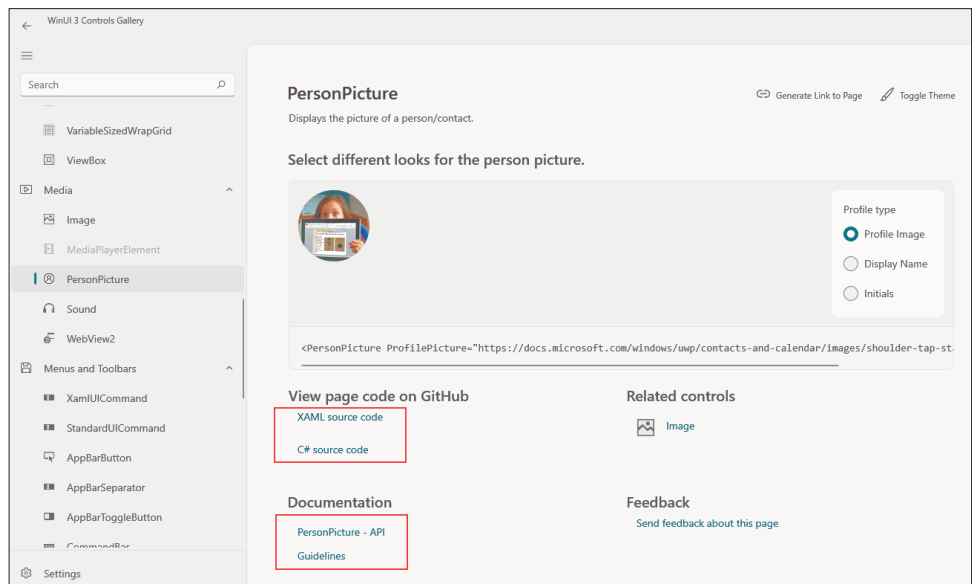 WinUI 3 Controls Gallery
Search
VariableSizedWrapGrid
ViewBox
Media
Image
MediaPlayerElement
PersonPicture
Sound
WebView2
Menus and Toolbars
XamlUICommand
StandardUICommand
AppBarButton
AppBarSeparator
AppBarToggleButton
CommandBar
Settings
PersonPicture
Generate Link to Page
Toggle Theme
Displays the picture of a person/contact.
Select different looks for the person picture.
Profile type
Profile Image
Display Name
Initials
<PersonPicture ProfilePicture="https://docs.microsoft.com/windows/uwp/contacts-and-calendar/images/shoulder-tap-st
View page code on GitHub
XAML source code
C# source code
Related controls
Image
Documentation
PersonPicture - API
Guidelines
Feedback
Send feedback about this page